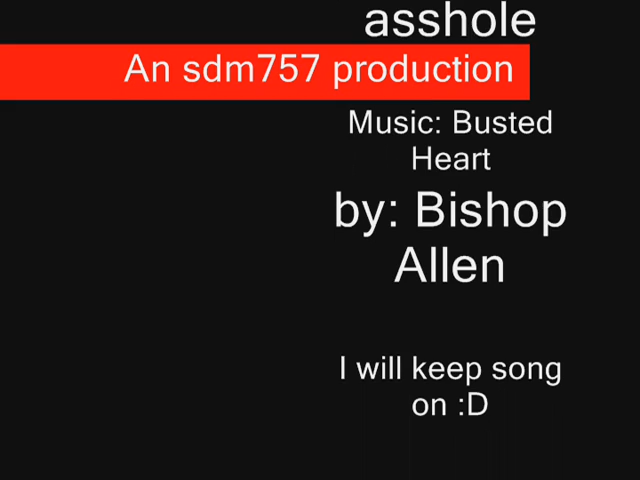 asshole
An sdm757 production
Music: Busted
Heart
by: Bishop
Allen
I will keep song
on :D